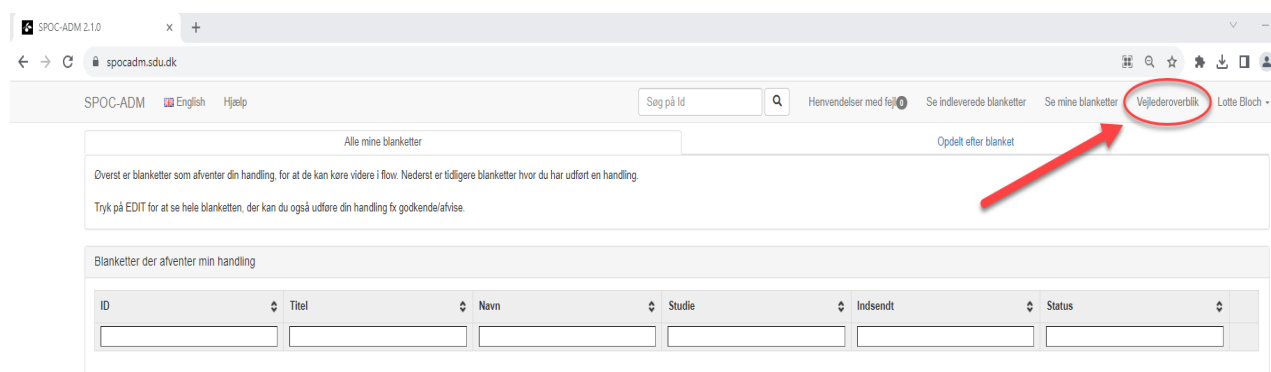 SPOC-ADM 2.1.0
spocadm.sdu.dk
SPOC-ADM English Hjælp Søg på Id Henvendelser med fejl 0 Se indleverede blanketter Se mine blanketter Vejlederoverblik Lotte Bloch
Alle mine blanketter Opdelt efter blanket
Øverst er blanketter som afventer din handling, for at de kan køre videre i flow. Nederst er tidligere blanketter hvor du har udført en handling.
Tryk på EDIT for at se hele blanketten, der kan du også udføre din handling fx godkende/afvise.
Blanketter der afventer min handling
ID Titel Navn Studie Indsendt Status